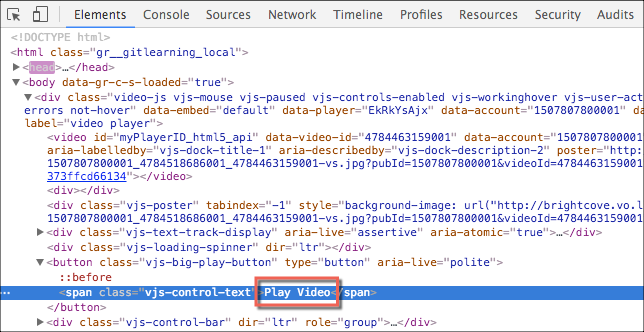 Elements Console Sources Network Timeline Profiles Resources Security Audits
<!DOCTYPE html>
<html class="gr__gitlearning_local">
▶<head>…</head>
▼<body data-gr-c-s-loaded="true">
▼<div class="video-js vjs-mouse vjs-paused vjs-controls-enabled vjs-workinghover vjs-user-act
errors not-hover" data-embed="default" data-player="EkRkYsAjx" data-account="1507807800001
label="video player">
<video id="myPlayerID_html5_api" data-video-id="4784463159001" data-account="1507807800001
aria-labelledby="vjs-dock-title-1" aria-describedby="vjs-dock-description-2" poster="http:
1507807800001_4784518681001_4784463159001-vs.jpg?pubId=1507807800001&videoId=4784463159001
373ffcd66134"></video>
<div></div>
<div class="vjs-poster" tabindex="-1" style="background-image: url("http://brightcove.vo.l
1507807800001_4784518681001_4784463159001-vs.jpg?pubId=1507807800001&videoId=4784463159001
▶<div class="vjs-text-track-display" aria-live="assertive" aria-atomic="true">…</div>
<div class="vjs-loading-spinner" dir="ltr"></div>
▼<button class="vjs-big-play-button" type="button" aria-live="polite">
::before
… <span class="vjs-control-text">Play Video</span>
</button>
▶<div class="vjs-control-bar" dir="ltr" role="group">…</div>